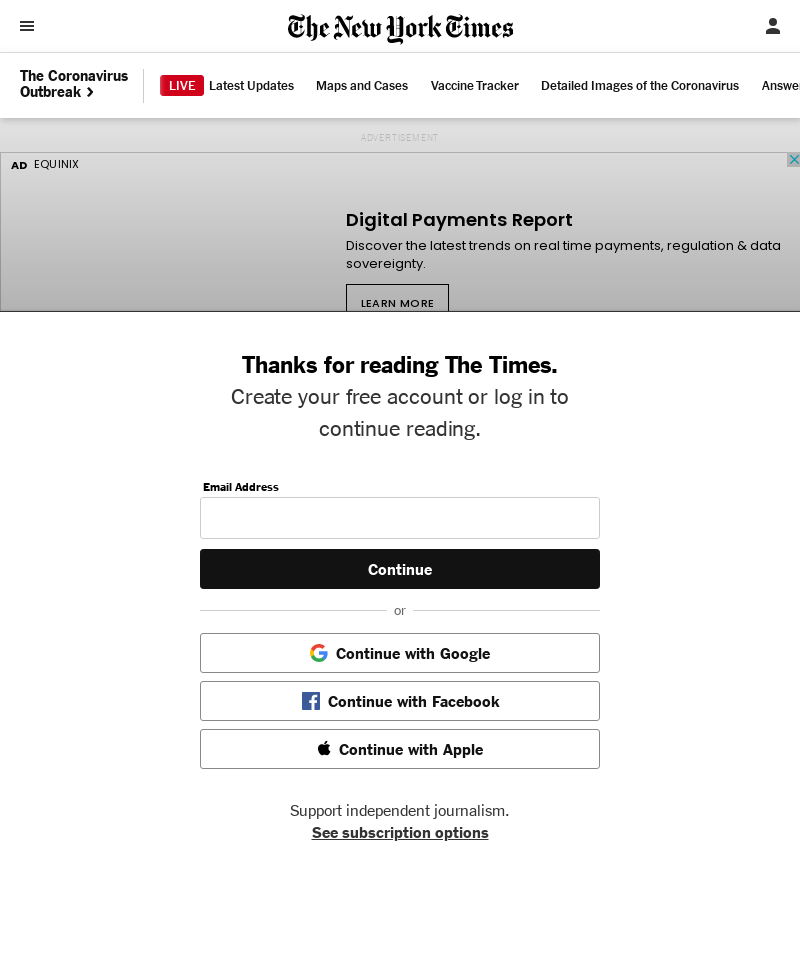 The New York Times
The Coronavirus
Outbreak
LIVE Latest Updates Maps and Cases Vaccine Tracker Detailed Images of the Coronavirus Answe
ADVERTISEMENT
AD EQUINIX
Digital Payments Report
Discover the latest trends on real time payments, regulation & data
sovereignty.
LEARN MORE
Thanks for reading The Times.
Create your free account or log in to
continue reading.
Email Address
Continue
or
Continue with Google
Continue with Facebook
Continue with Apple
Support independent journalism.
See subscription options